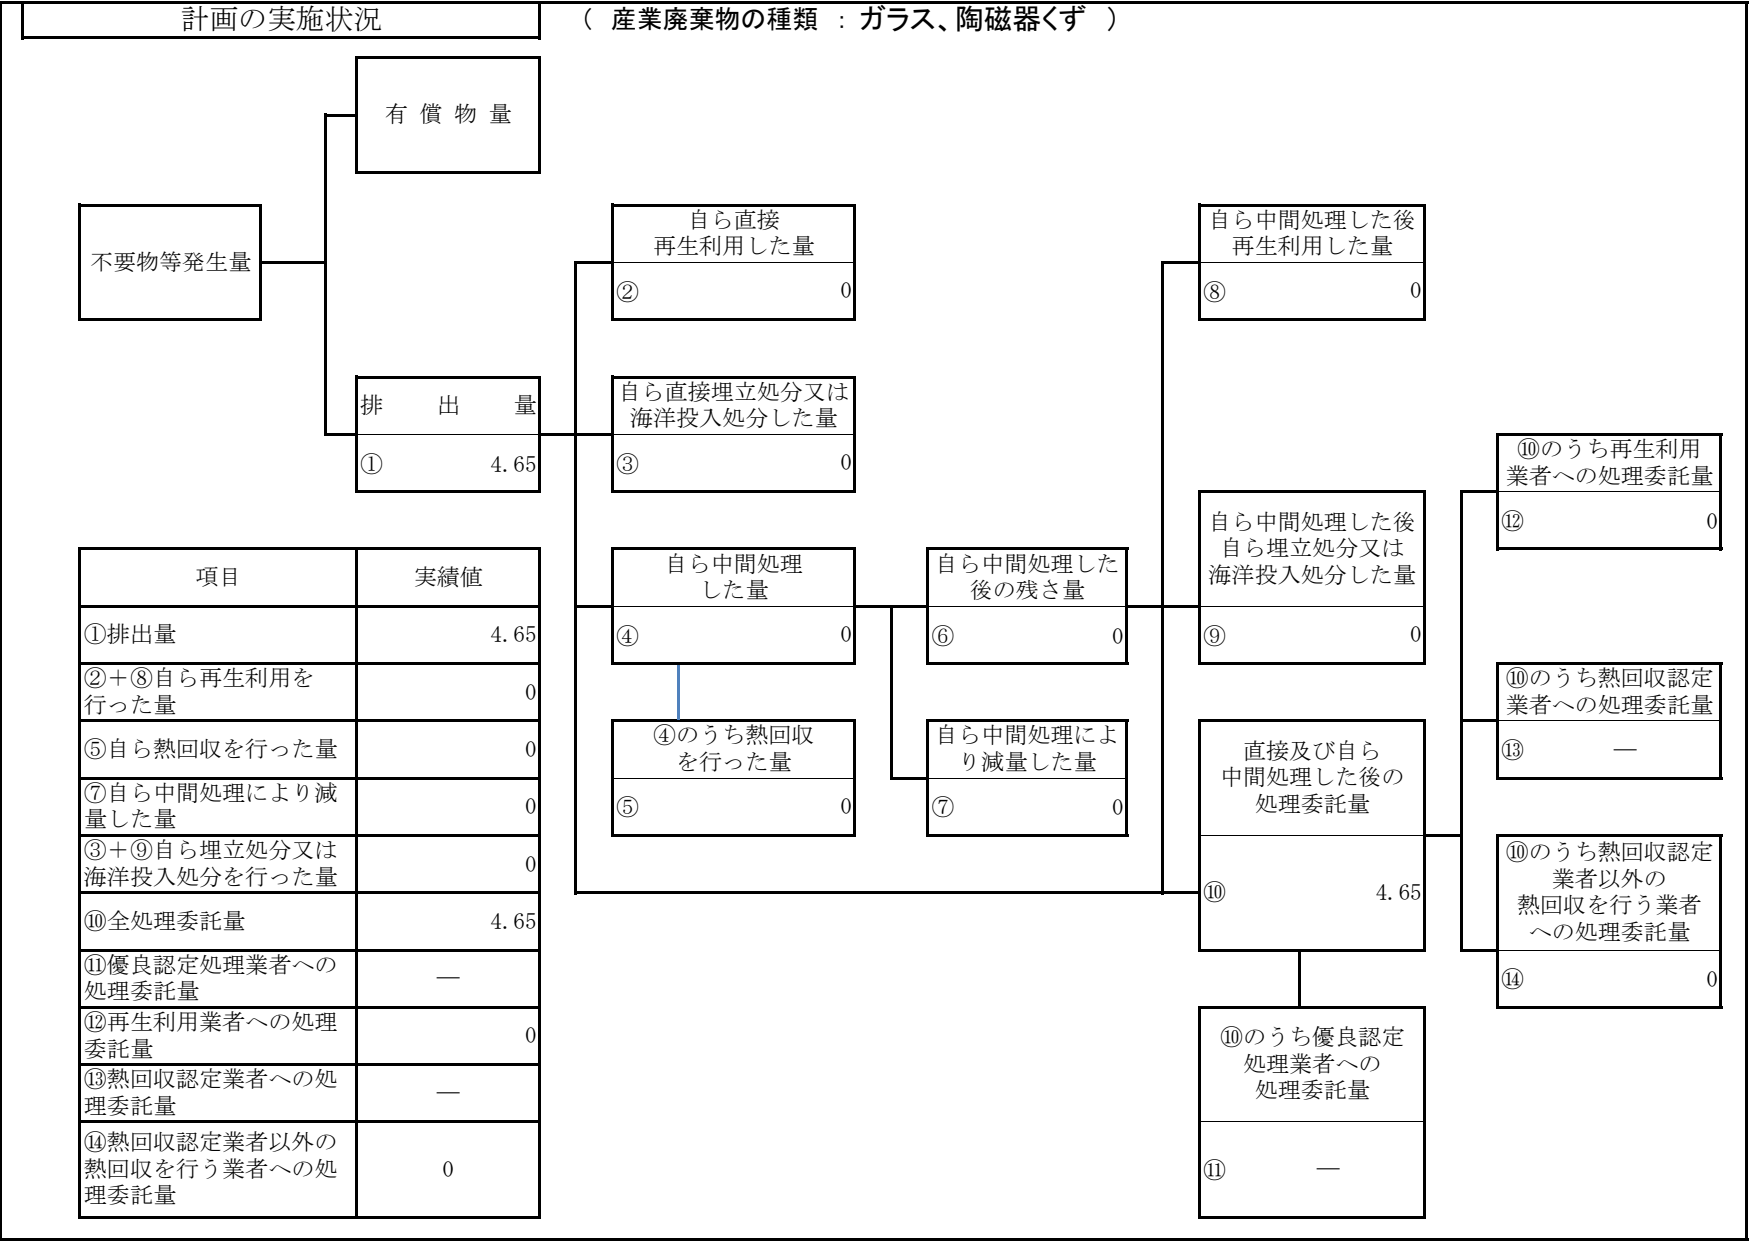 計画の実施状況
（ 産業廃棄物の種類 ： ガラス、陶磁器くず ）
有 償 物 量
不要物等発生量
自ら直接
再生利用した量
② 0
自ら中間処理した後
再生利用した量
⑧ 0
排 出 量
① 4.65
自ら直接埋立処分又は
海洋投入処分した量
③ 0
⑩のうち再生利用
業者への処理委託量
⑫ 0
自ら中間処理した後
自ら埋立処分又は
海洋投入処分した量
⑨ 0
自ら中間処理
した量
④ 0
自ら中間処理した
後の残さ量
⑥ 0
⑩のうち熱回収認定
業者への処理委託量
⑬ ―
④のうち熱回収
を行った量
⑤ 0
自ら中間処理によ
り減量した量
⑦ 0
直接及び自ら
中間処理した後の
処理委託量
⑩ 4.65
⑩のうち熱回収認定
業者以外の
熱回収を行う業者
への処理委託量
⑭ 0
⑩のうち優良認定
処理業者への
処理委託量
⑪ ―
項目 実績値
①排出量 4.65
②＋⑧自ら再生利用を
行った量 0
⑤自ら熱回収を行った量 0
⑦自ら中間処理により減
量した量 0
③＋⑨自ら埋立処分又は
海洋投入処分を行った量 0
⑩全処理委託量 4.65
⑪優良認定処理業者への
処理委託量 ―
⑫再生利用業者への処理
委託量 0
⑬熱回収認定業者への処
理委託量 ―
⑭熱回収認定業者以外の
熱回収を行う業者への処
理委託量 0